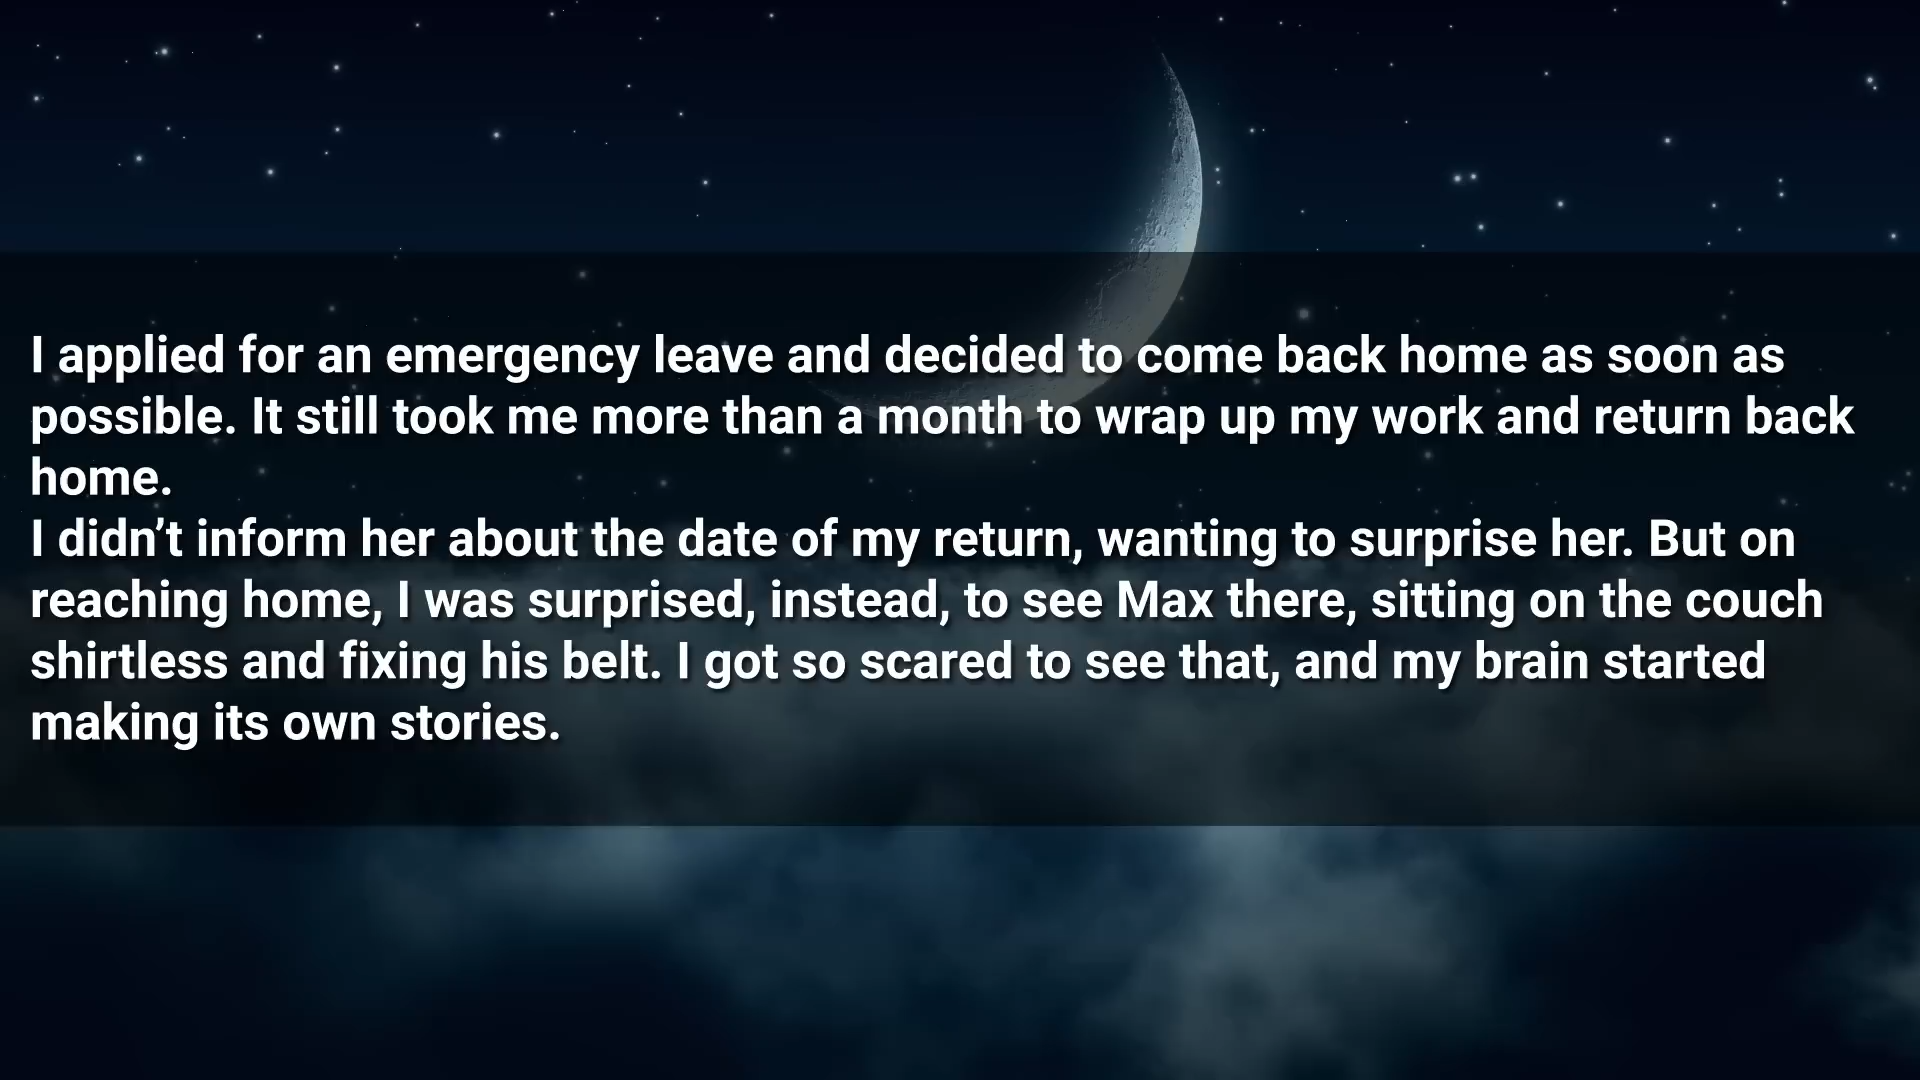 I applied for an emergency leave and decided to come back home as soon as
possible. It still took me more than a month to wrap up my work and return back
home.
I didn’t inform her about the date of my return, wanting to surprise her. But on
reaching home, I was surprised, instead, to see Max there, sitting on the couch
shirtless and fixing his belt. I got so scared to see that, and my brain started
making its own stories.